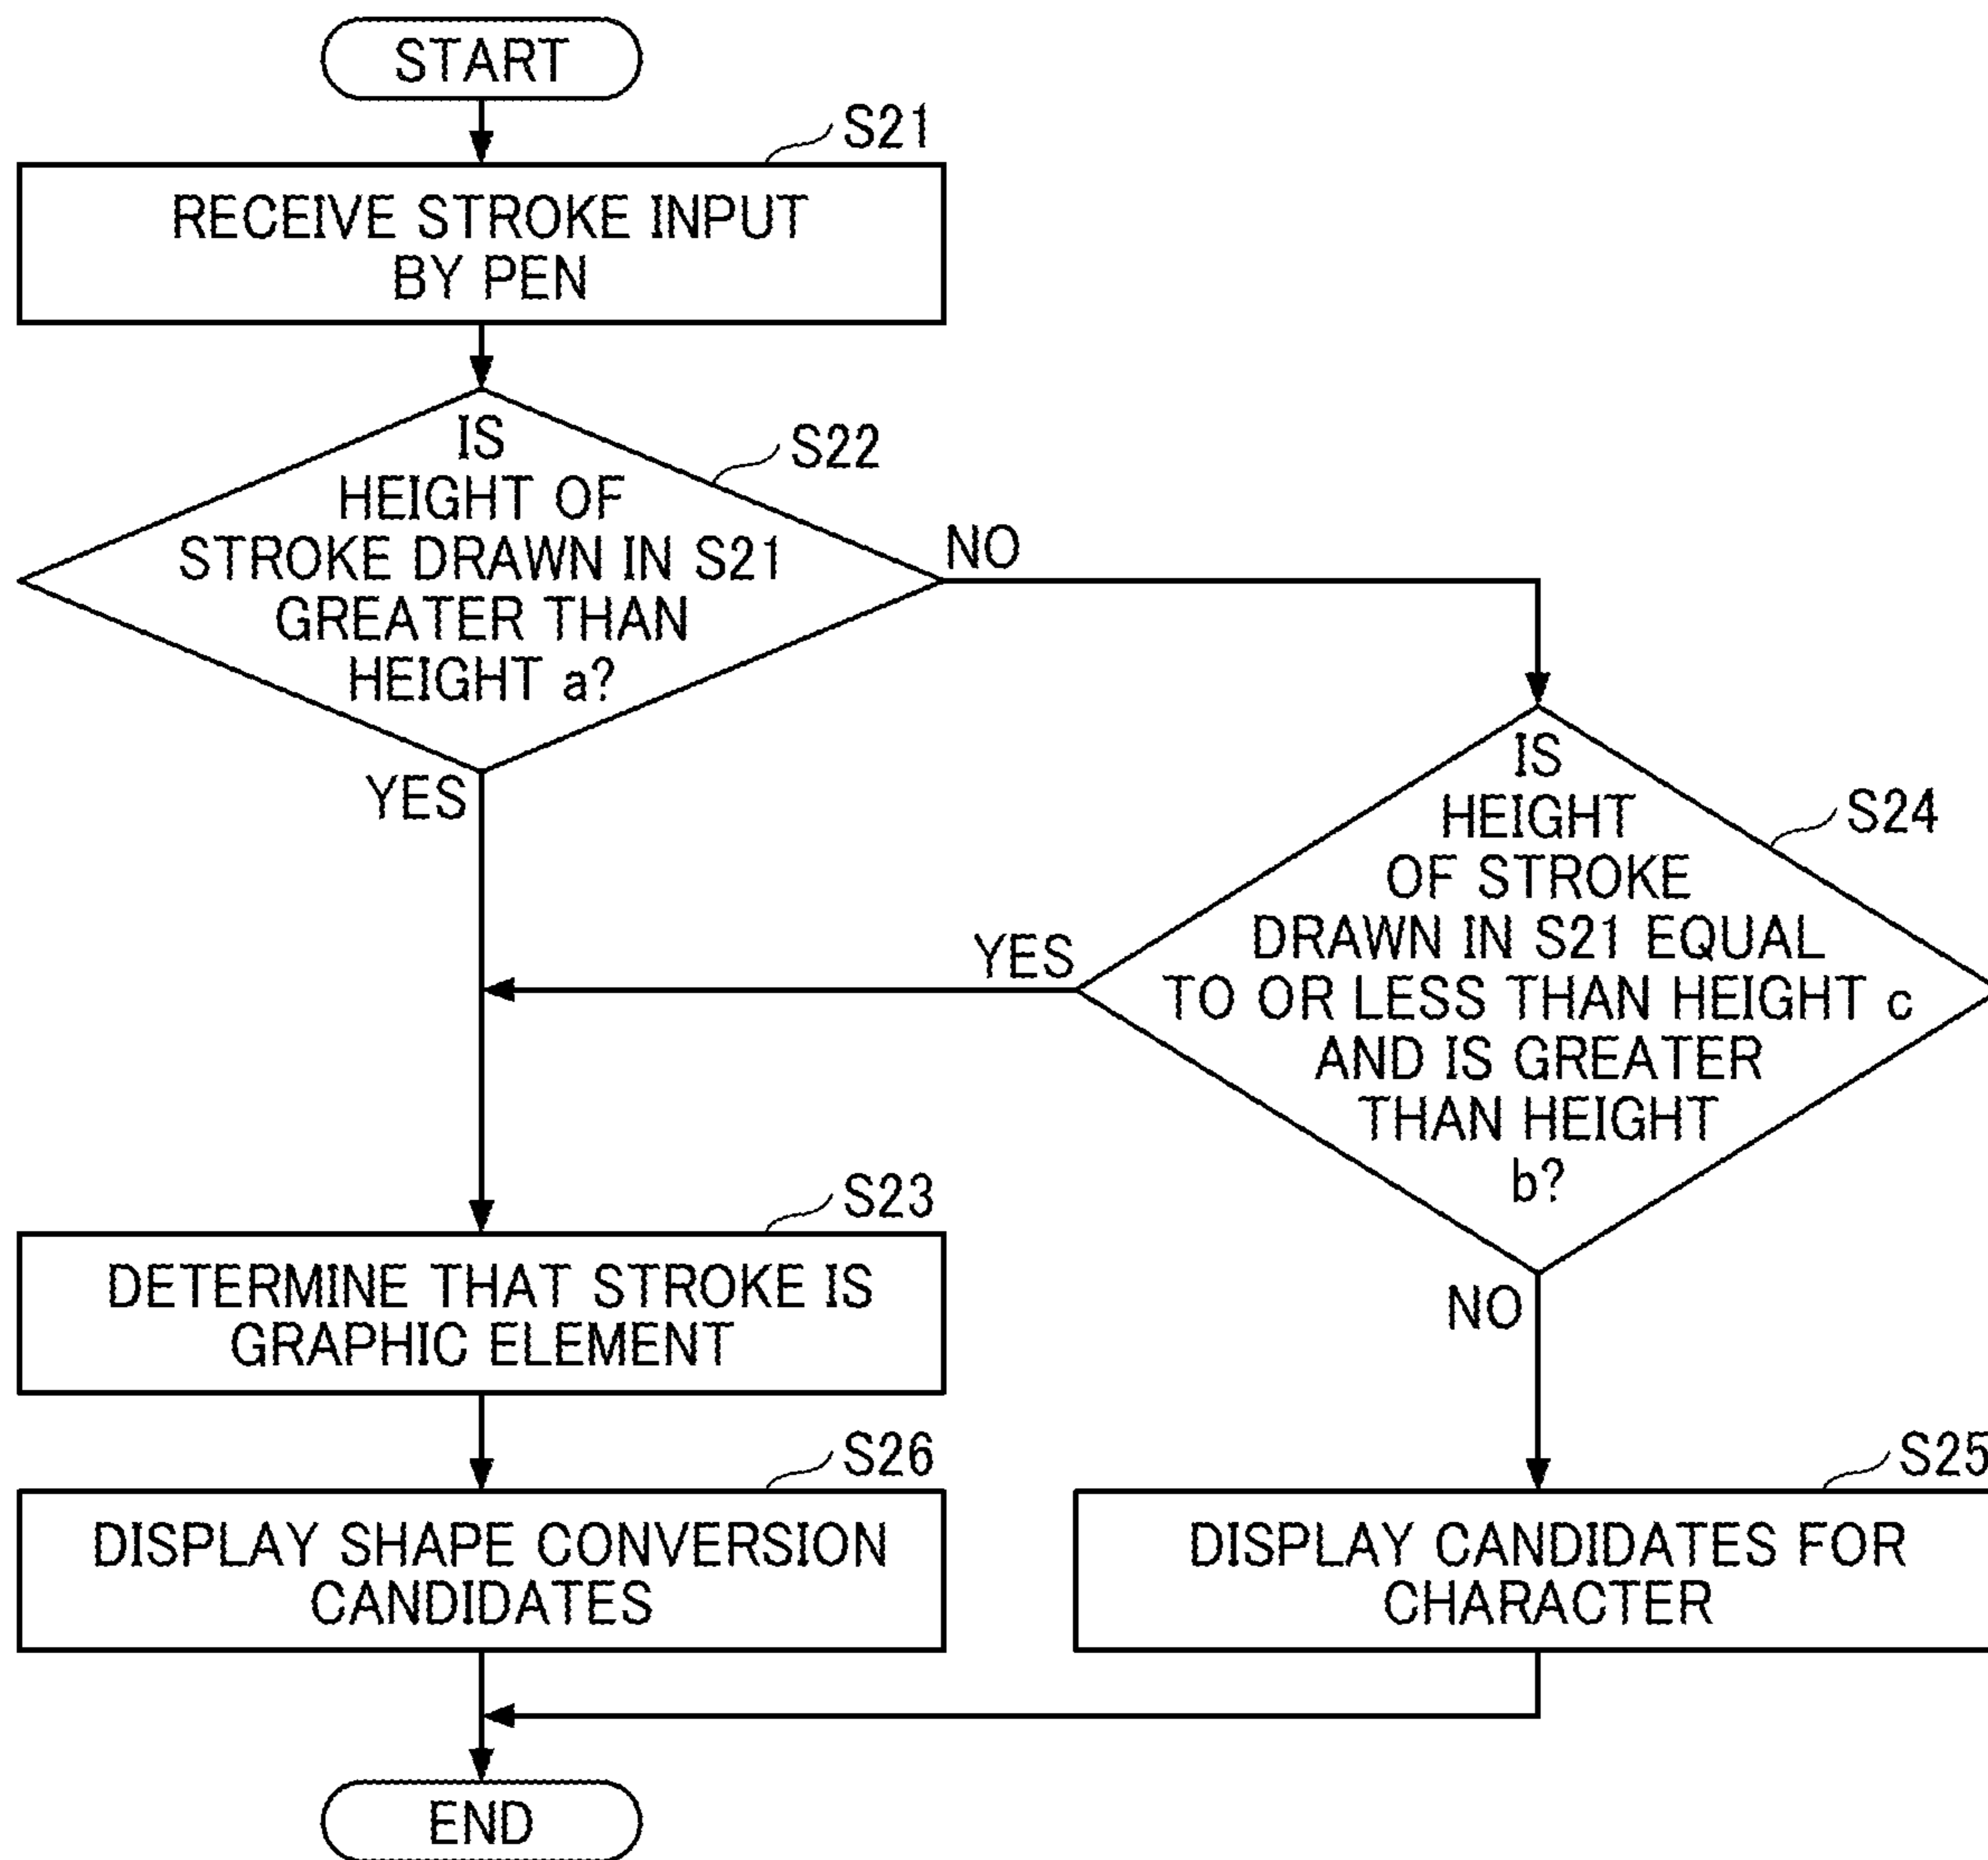 START
S21
RECEIVE STROKE INPUT
BY PEN
S22
IS
HEIGHT OF
STROKE DRAWN IN S21
GREATER THAN
HEIGHT a?
NO
YES
S24
IS
HEIGHT
OF STROKE
DRAWN IN S21 EQUAL
TO OR LESS THAN HEIGHT c
AND IS GREATER
THAN HEIGHT
b?
YES
NO
S23
DETERMINE THAT STROKE IS
GRAPHIC ELEMENT
S26
DISPLAY SHAPE CONVERSION
CANDIDATES
S25
DISPLAY CANDIDATES FOR
CHARACTER
END